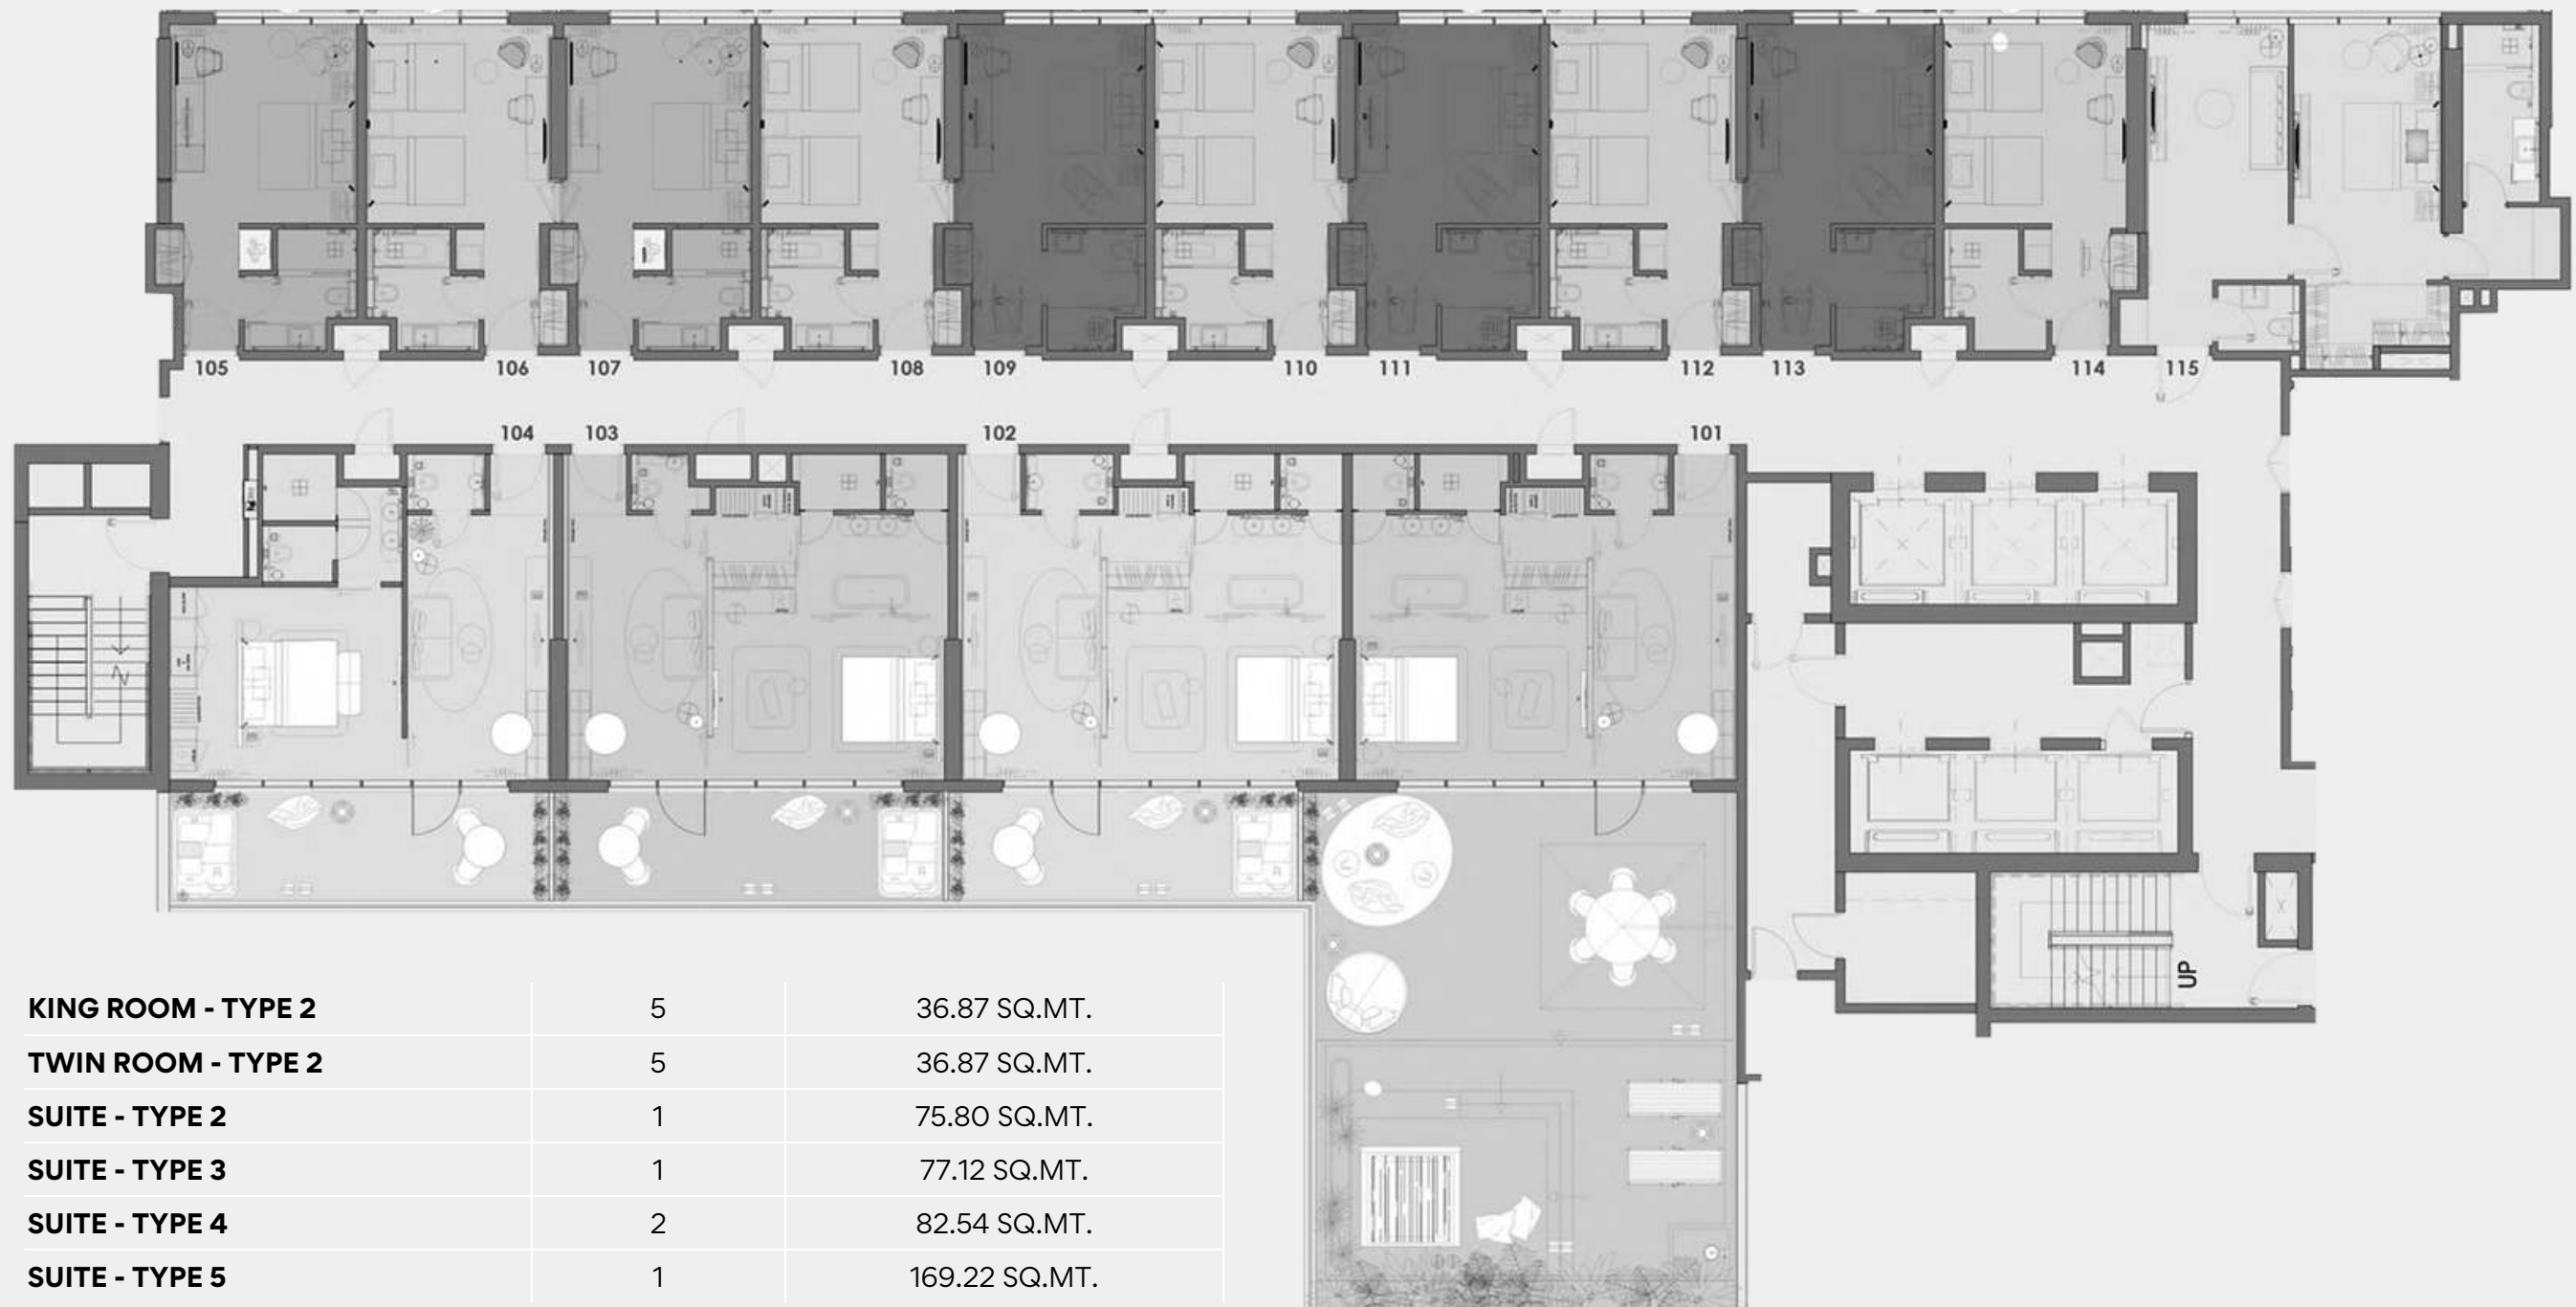 105 106 107 108 109 110 111 112 113 114 115
104 103 102 101
UP
KING ROOM - TYPE 2 5 36.87 SQ.MT.
TWIN ROOM - TYPE 2 5 36.87 SQ.MT.
SUITE - TYPE 2 1 75.80 SQ.MT.
SUITE - TYPE 3 1 77.12 SQ.MT.
SUITE - TYPE 4 2 82.54 SQ.MT.
SUITE - TYPE 5 1 169.22 SQ.MT.